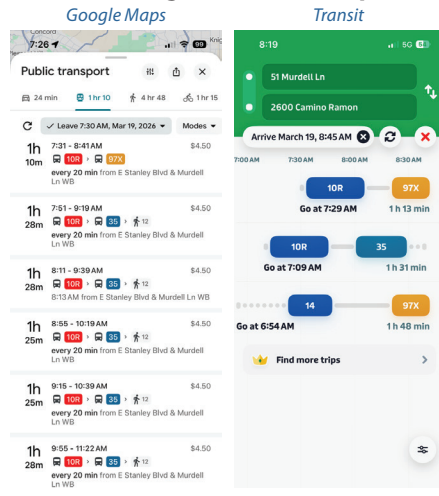 Google Maps
Transit
Concord
7:26
99
Public transport
24 min
1 hr 10
4 hr 48
1 hr 15
Leave 7:30 AM, Mar 19, 2026
Modes
1h
10m
7:31 - 8:41 AM
$4.50
10R › 97X
every 20 min from E Stanley Blvd & Murdell
Ln WB
1h
28m
7:51 - 9:19 AM
$4.50
10R › 35 › 12
every 20 min from E Stanley Blvd & Murdell
Ln WB
1h
28m
8:11 - 9:39 AM
$4.50
10R › 35 › 12
8:13 AM from E Stanley Blvd & Murdell Ln WB
1h
25m
8:55 - 10:19 AM
$4.50
10R › 35 › 12
every 20 min from E Stanley Blvd & Murdell
Ln WB
1h
25m
9:15 - 10:39 AM
$4.50
10R › 35 › 12
every 20 min from E Stanley Blvd & Murdell
Ln WB
1h
28m
9:55 - 11:22 AM
$4.50
10R › 35 › 12
every 20 min from E Stanley Blvd & Murdell
Ln WB
8:19
5G
51 Murdell Ln
2600 Camino Ramon
Arrive March 19, 8:45 AM
7:00 AM 7:30 AM 8:00 AM 8:30 AM
10R 97X
Go at 7:29 AM 1 h 13 min
10R 35
Go at 7:09 AM 1 h 31 min
14 97X
Go at 6:54 AM 1 h 48 min
Find more trips